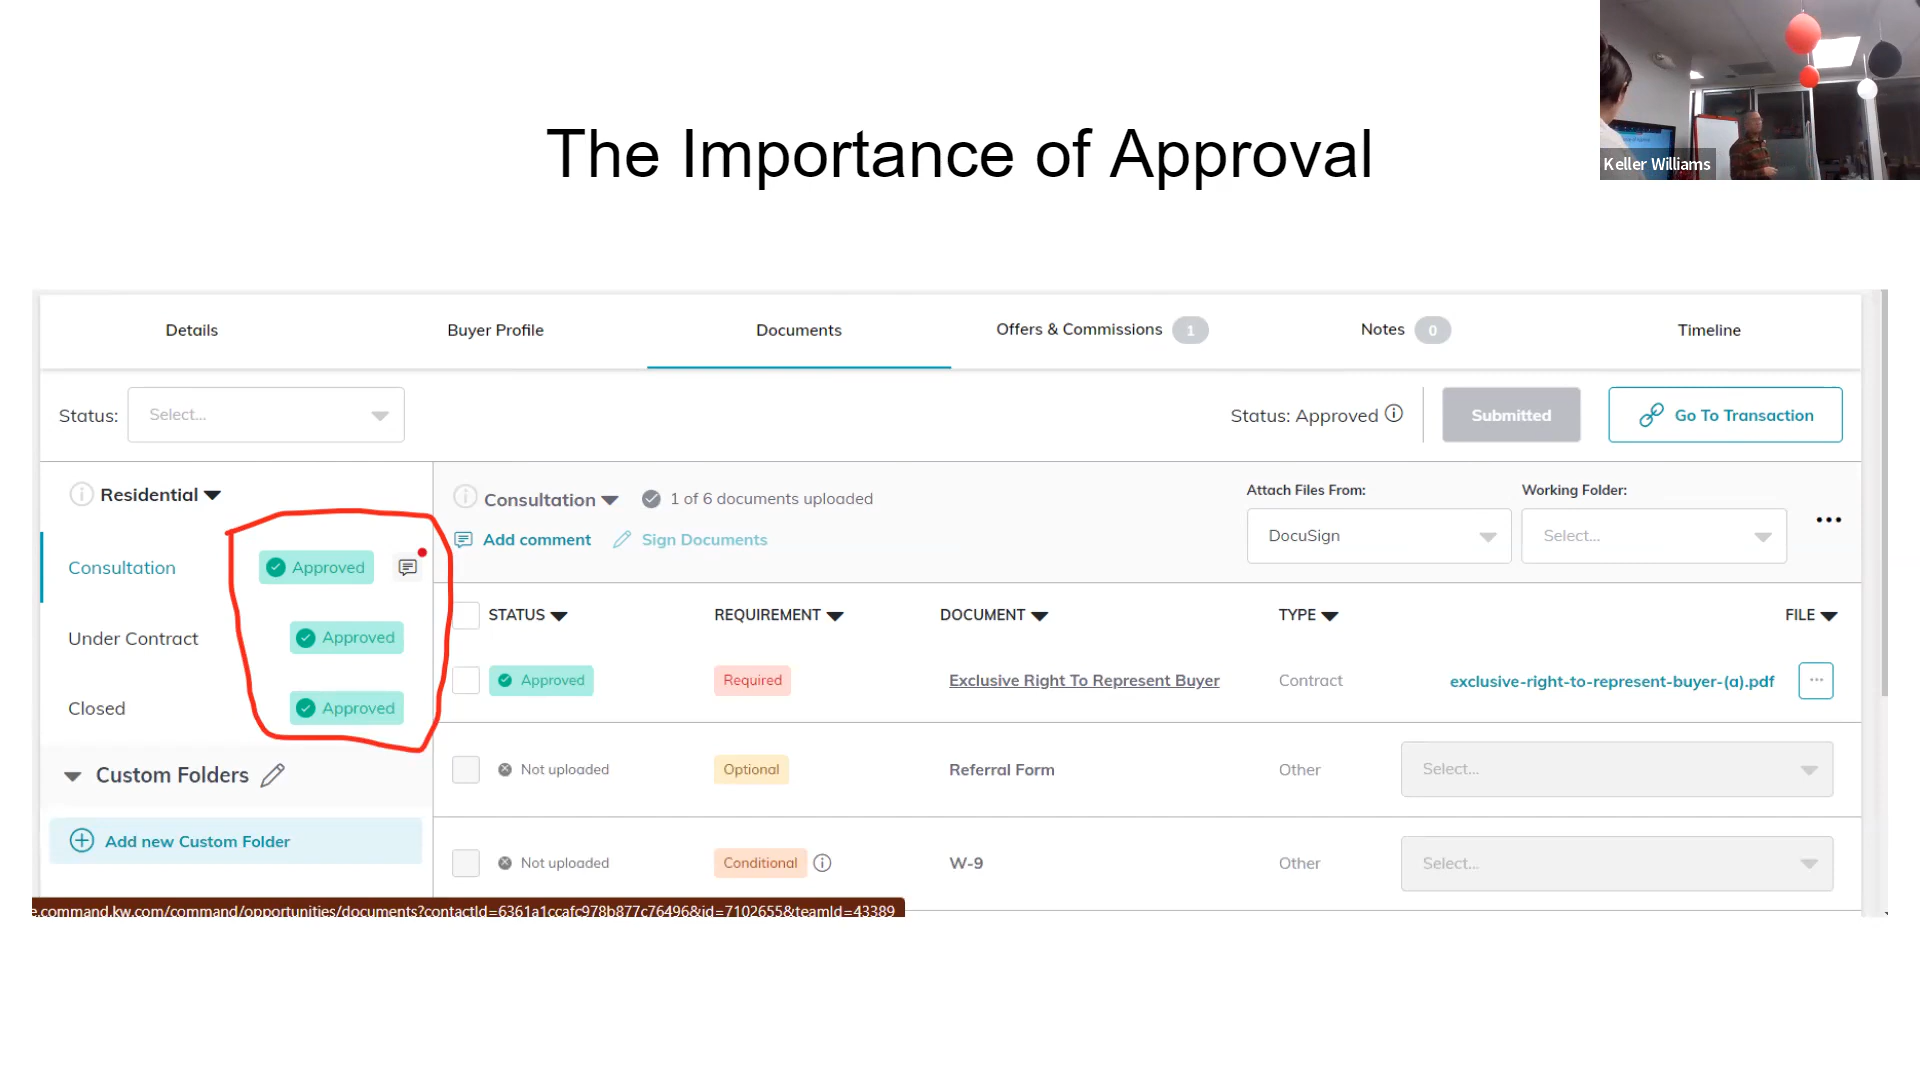 The Importance of Approval
Keller Williams
Details Buyer Profile Documents Offers & Commissions 1 Notes 0 Timeline
Status: Select... Status: Approved Submitted Go To Transaction
Residential
Consultation Approved
Under Contract Approved
Closed Approved
Custom Folders
Add new Custom Folder
Consultation 1 of 6 documents uploaded
Add comment Sign Documents
Attach Files From: Working Folder:
DocuSign Select...
STATUS REQUIREMENT DOCUMENT TYPE FILE
Approved Required Exclusive Right To Represent Buyer Contract exclusive-right-to-represent-buyer-(a).pdf
Not uploaded Optional Referral Form Other Select...
Not uploaded Conditional W-9 Other Select...
e.command.kw.com/command/opportunities/documents?contactId=6361a1ccafc978b877c76496&id=7102655&teamId=43389